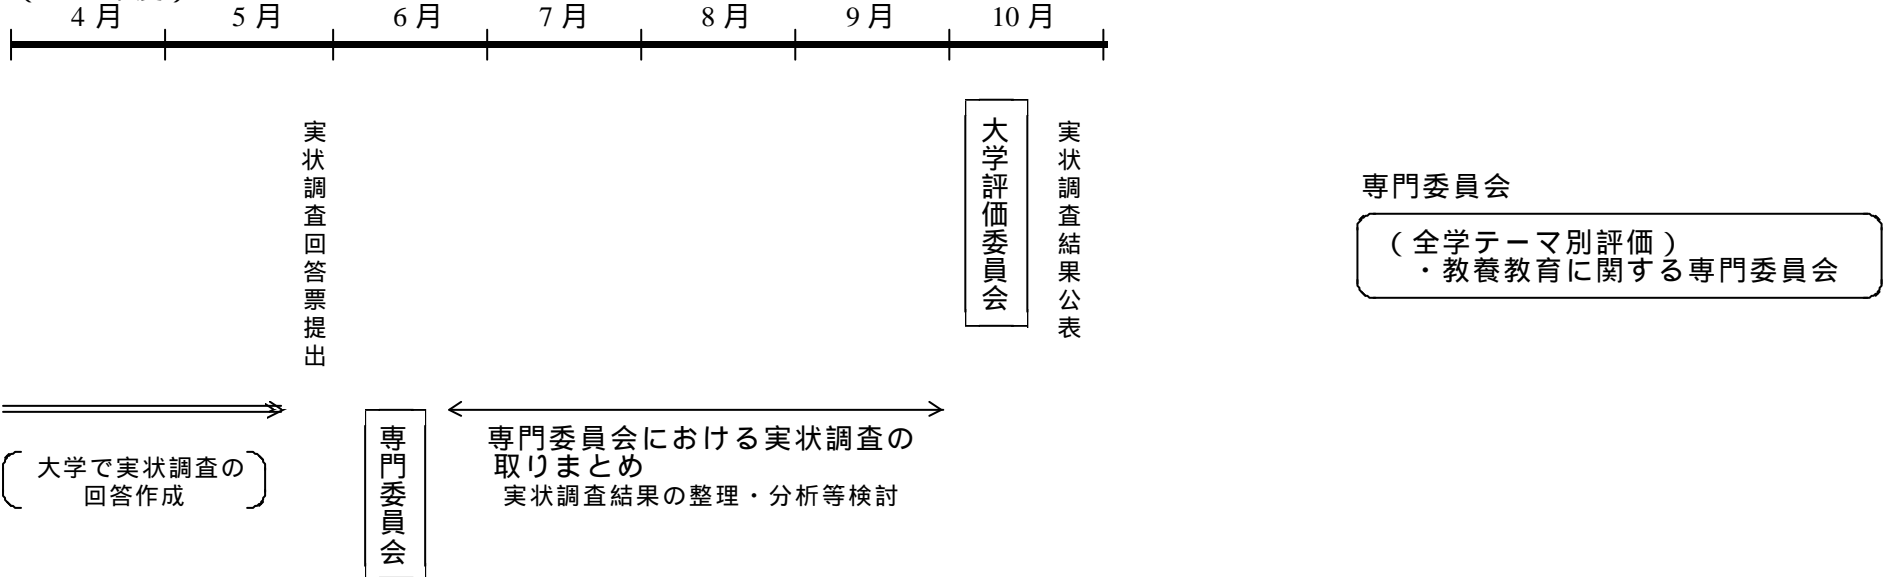 4月 5月 6月 7月 8月 9月 10月
実状調査回答票提出
大学評価委員会
実状調査結果公表
専門委員会
(全学テーマ別評価)
・教養教育に関する専門委員会
大学で実状調査の
回答作成
専門委員会
専門委員会における実状調査の
取りまとめ
実状調査結果の整理・分析等検討